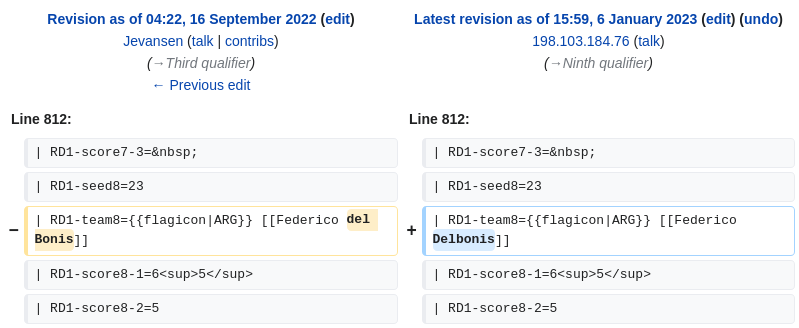 Revision as of 04:22, 16 September 2022 (edit)
Jevansen (talk | contribs)
(→Third qualifier)
← Previous edit
Latest revision as of 15:59, 6 January 2023 (edit) (undo)
198.103.184.76 (talk)
(→Ninth qualifier)
Line 812:
Line 812:
| RD1-score7-3=&nbsp;
| RD1-score7-3=&nbsp;
| RD1-seed8=23
| RD1-seed8=23
− | RD1-team8={{flagicon|ARG}} [[Federico del
Bonis]]
+ | RD1-team8={{flagicon|ARG}} [[Federico
Delbonis]]
| RD1-score8-1=6<sup>5</sup>
| RD1-score8-1=6<sup>5</sup>
| RD1-score8-2=5
| RD1-score8-2=5